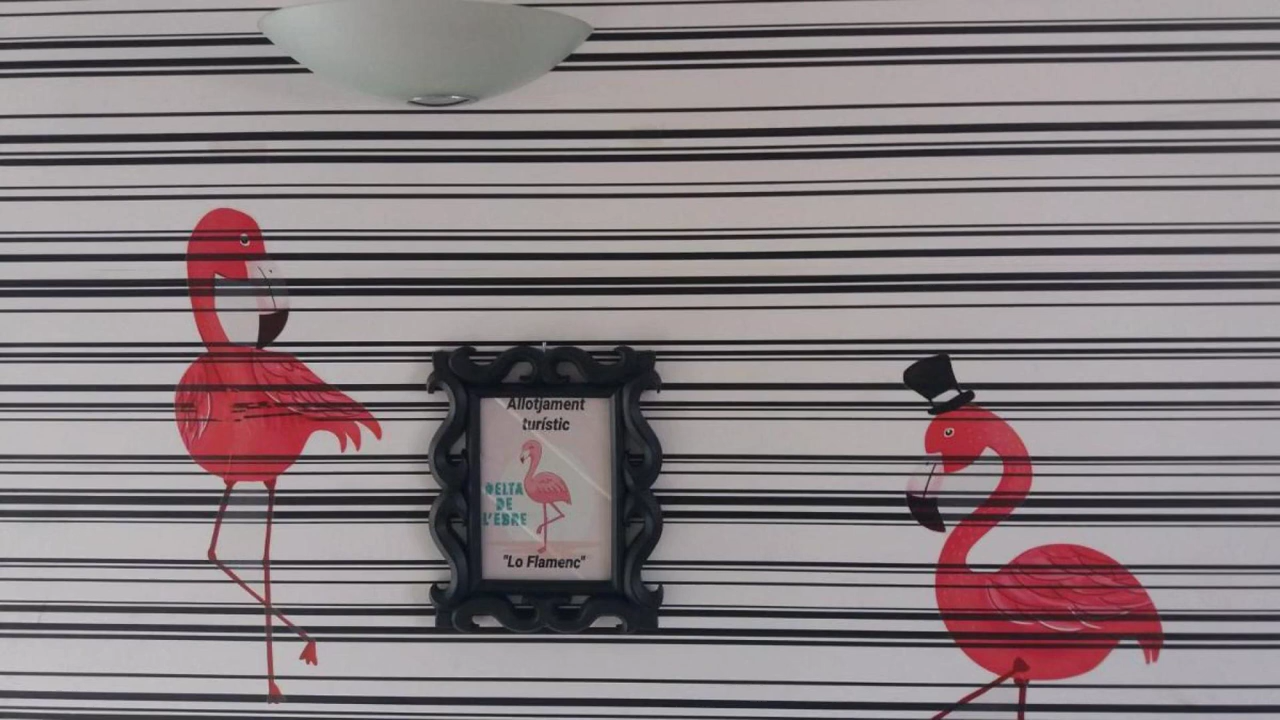 Allotjament
turístic
DELTA
DE
L'EBRE
"Lo Flamenc"